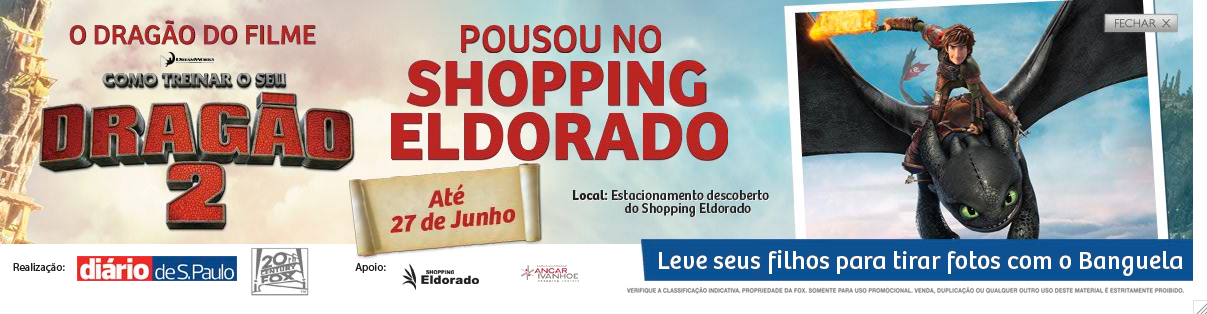 O DRAGÃO DO FILME
DREAMWORKS
COMO TREINAR O SEU
DRAGÃO
2
POUSOU NO
SHOPPING
ELDORADO
Até
27 de Junho
Local: Estacionamento descoberto
do Shopping Eldorado
FECHAR X
Leve seus filhos para tirar fotos com o Banguela
Realização:
diário de S. Paulo
20TH
CENTURY
FOX
Apoio:
SHOPPING
Eldorado
ANCAR
IVANHOE
SHOPPING CENTERS
VERIFIQUE A CLASSIFICAÇÃO INDICATIVA. PROPRIEDADE DA FOX. SOMENTE PARA USO PROMOCIONAL. VENDA, DUPLICAÇÃO OU QUALQUER OUTRO USO DESTE MATERIAL É ESTRITAMENTE PROIBIDO.